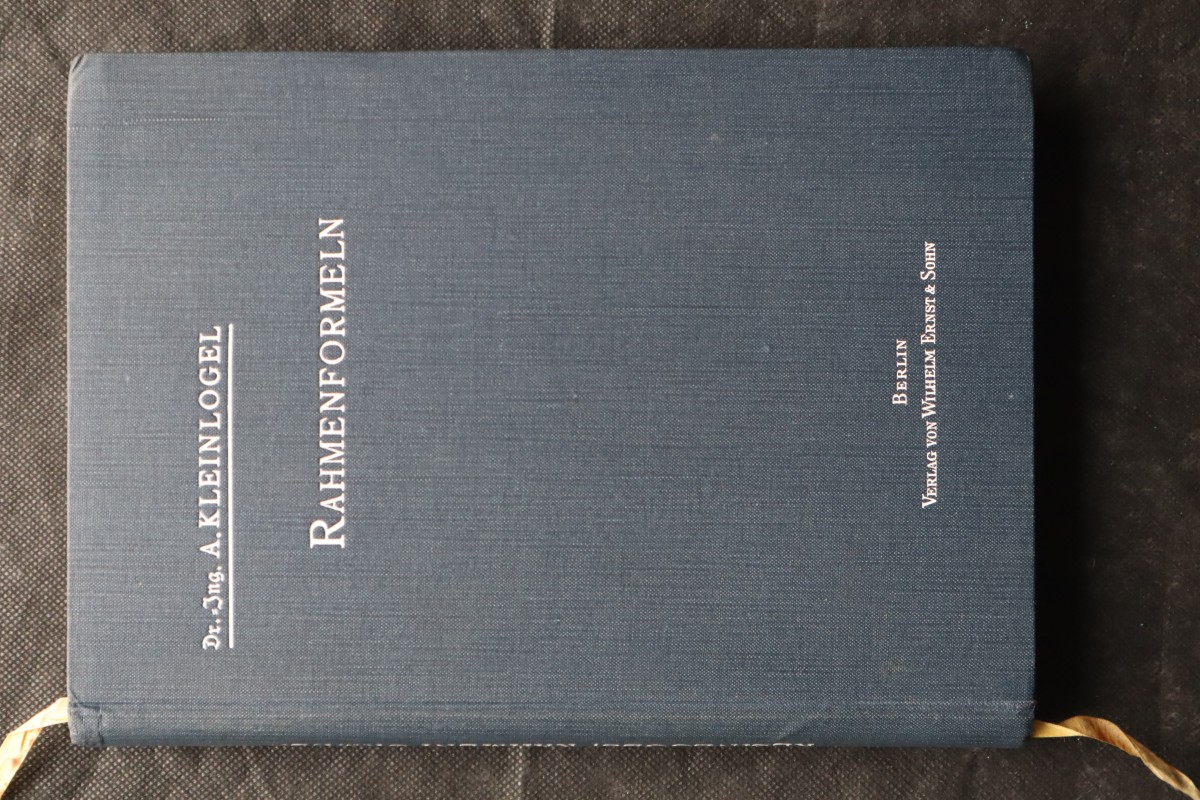 Dr.-Ing. A. KLEINLOGEL
RAHMENFORMELN
BERLIN
VERLAG VON WILHELM ERNST & SOHN